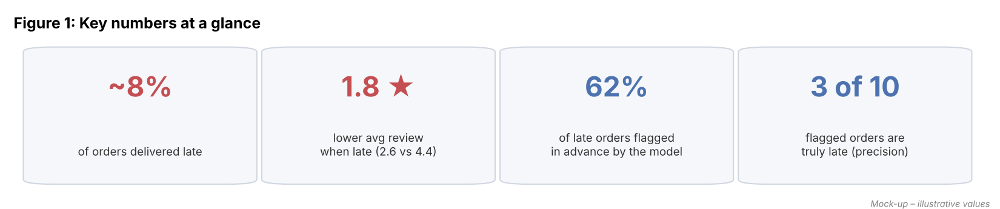 Figure 1: Key numbers at a glance
~8%
of orders delivered late
1.8 ★
lower avg review
when late (2.6 vs 4.4)
62%
of late orders flagged
in advance by the model
3 of 10
flagged orders are
truly late (precision)
Mock-up – illustrative values